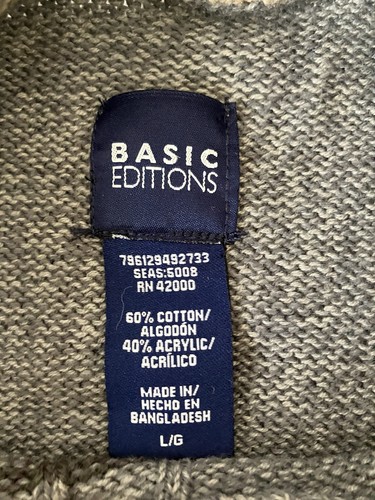 BASIC
EDITIONS
796129492733
SEAS:5008
RN 42000
60% COTTON/
ALGODÓN
40% ACRYLIC/
ACRÍLICO
MADE IN/
HECHO EN
BANGLADESH
L/G